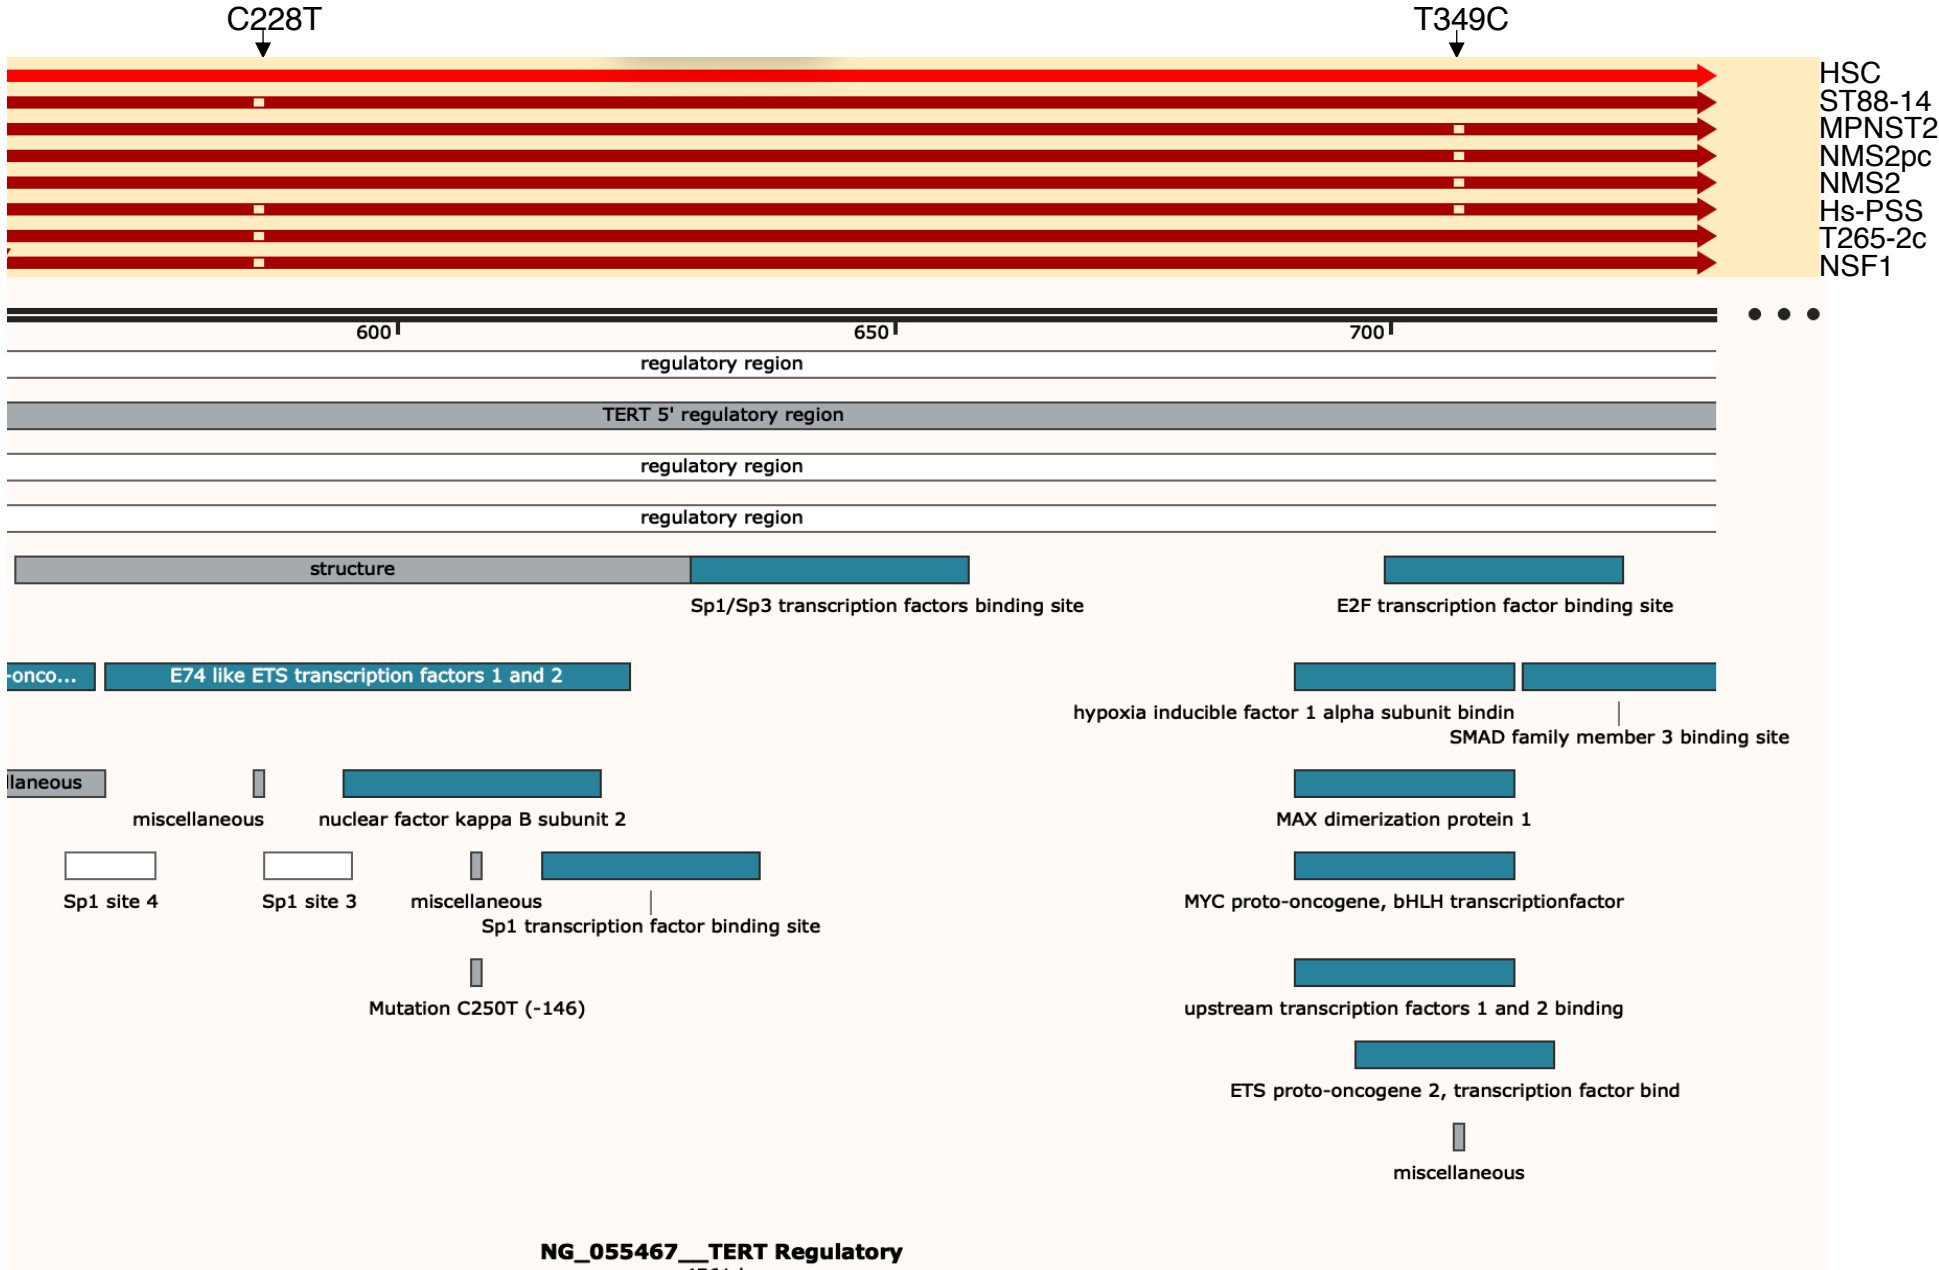 C228T
T349C
HSC
ST88-14
MPNST2
NMS2pc
NMS2
Hs-PSS
T265-2c
NSF1
600
650
700
regulatory region
TERT 5' regulatory region
regulatory region
regulatory region
structure
Sp1/Sp3 transcription factors binding site
E2F transcription factor binding site
-onco...
E74 like ETS transcription factors 1 and 2
hypoxia inducible factor 1 alpha subunit bindin
SMAD family member 3 binding site
llaneous
miscellaneous
nuclear factor kappa B subunit 2
MAX dimerization protein 1
Sp1 site 4
Sp1 site 3
miscellaneous
Sp1 transcription factor binding site
MYC proto-oncogene, bHLH transcriptionfactor
Mutation C250T (-146)
upstream transcription factors 1 and 2 binding
ETS proto-oncogene 2, transcription factor bind
miscellaneous
NG_055467__TERT Regulatory